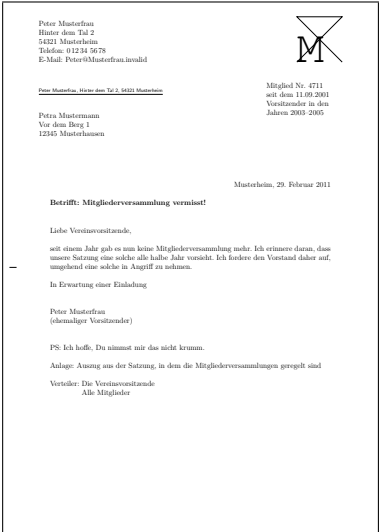 Peter Musterfrau
Hinter dem Tal 2
54321 Musterheim
Telefon: 0 12 34 56 78
E-Mail: Peter@Musterfrau.invalid
M
Peter Musterfrau, Hinter dem Tal 2, 54321 Musterheim
Mitglied Nr. 4711
seit dem 11.09.2001
Vorsitzender in den
Jahren 2003–2005
Petra Mustermann
Vor dem Berg 1
12345 Musterhausen
Musterheim, 29. Februar 2011
Betrifft: Mitgliederversammlung vermisst!
Liebe Vereinsvorsitzende,
seit einem Jahr gab es nun keine Mitgliederversammlung mehr. Ich erinnere daran, dass
unsere Satzung eine solche alle halbe Jahr vorsieht. Ich fordere den Vorstand daher auf,
umgehend eine solche in Angriff zu nehmen.
In Erwartung einer Einladung
Peter Musterfrau
(ehemaliger Vorsitzender)
PS: Ich hoffe, Du nimmst mir das nicht krumm.
Anlage: Auszug aus der Satzung, in dem die Mitgliederversammlungen geregelt sind
Verteiler: Die Vereinsvorsitzende
Alle Mitglieder